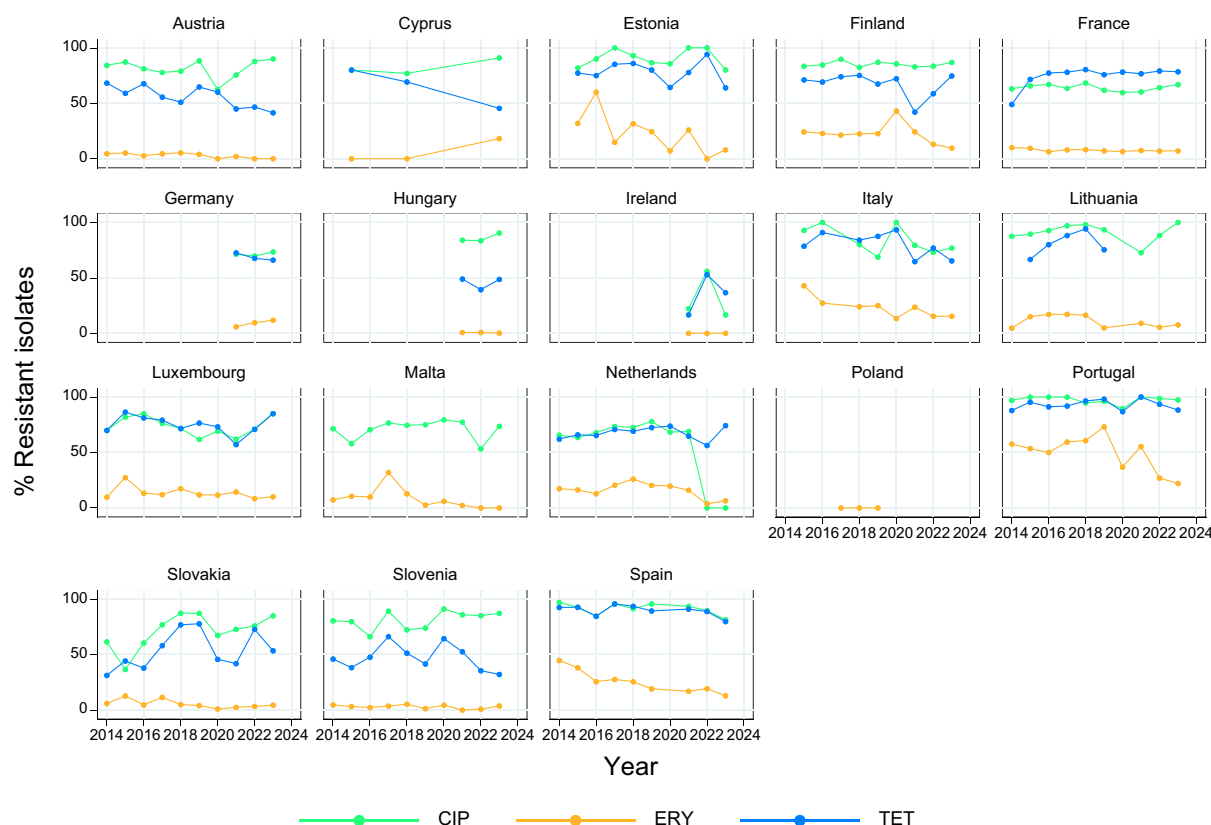 Austria Cyprus Estonia Finland France
100
50
0
Germany Hungary Ireland Italy Lithuania
100
50
0
% Resistant isolates
Luxembourg Malta Netherlands Poland Portugal
100
50
0
2014 2016 2018 2020 2022 2024 2014 2016 2018 2020 2022 2024
Slovakia Slovenia Spain
100
50
0
2014 2016 2018 2020 2022 2024 2014 2016 2018 2020 2022 2024 2014 2016 2018 2020 2022 2024
Year
CIP ERY TET